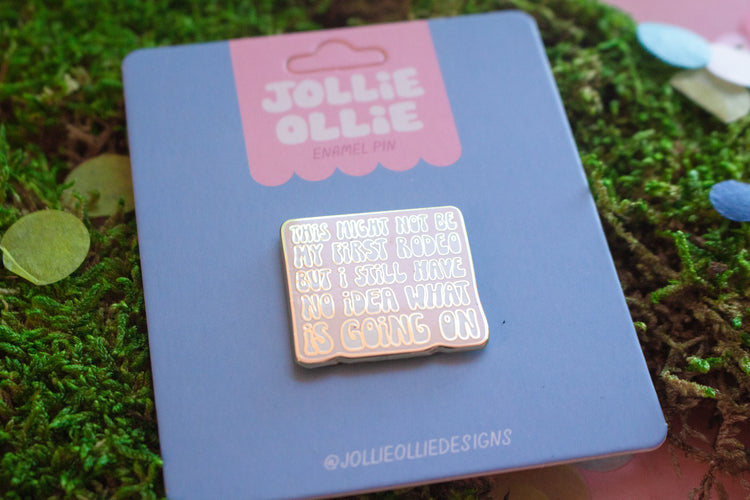 JOLLiE
OLLiE
ENAMEL PIN
THiS MIGHT NOT BE
MY FiRST RODEO
BUT i STiLL HAVE
NO iDEA WHAT
iS GOiNG ON
@JOLLIEOLLIEDESIGNS